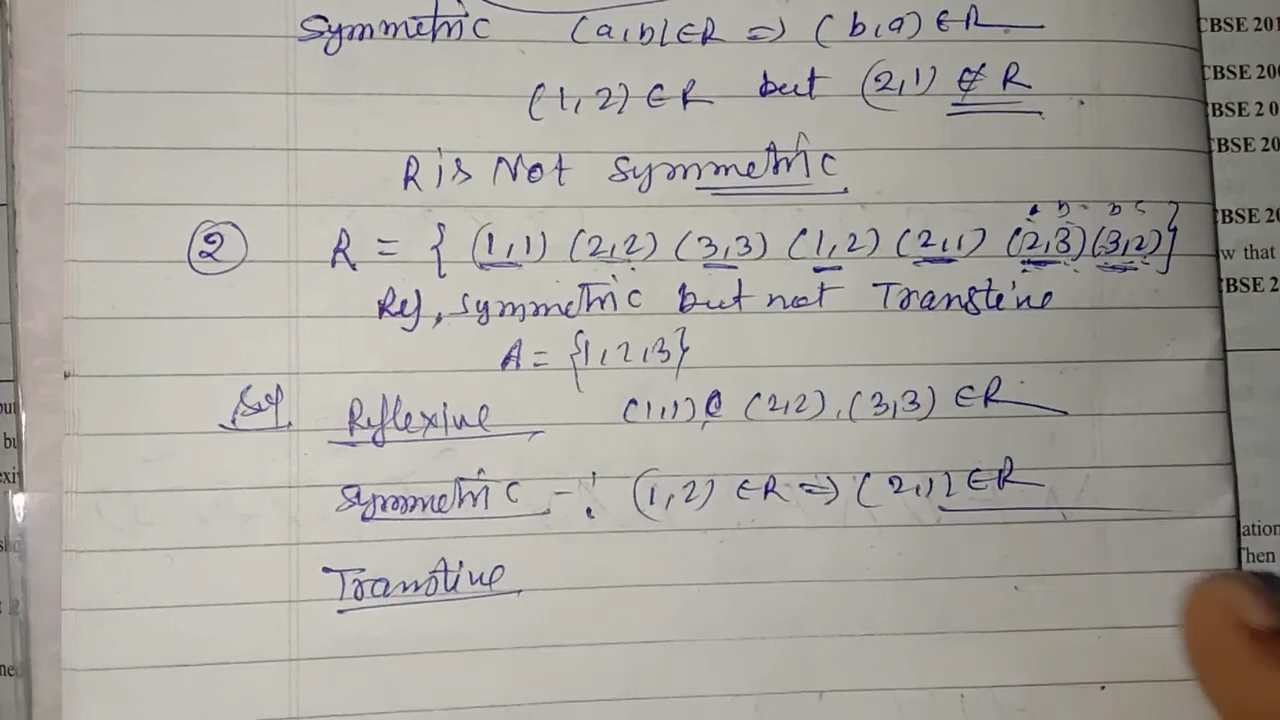 Symmetric (a,b) ∈ R ⇒ (b,a) ∈ R
(1,2) ∈ R but (2,1) ∉ R
R is Not Symmetric
② R = { (1,1) (2,2) (3,3) (1,2) (2,1) (2,3) (3,2) }
Ref, symmetric but not Transtive
A = {1,2,3}
Sol Reflexive (1,1) (2,2), (3,3) ∈ R
Symmetric -: (1,2) ∈ R ⇒ (2,1) ∈ R
Transtive
CBSE 201
CBSE 200
CBSE 20
CBSE 20
CBSE 20
w that
CBSE 2
ation
Then